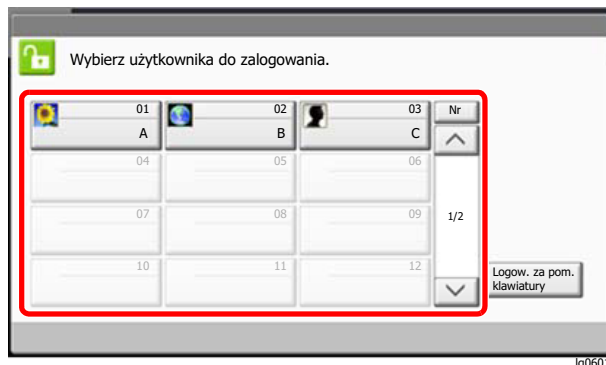 Wybierz użytkownika do zalogowania.
01 02 03 Nr
A B C
04 05 06
07 08 09 1/2
10 11 12
Logow. za pom.
klawiatury